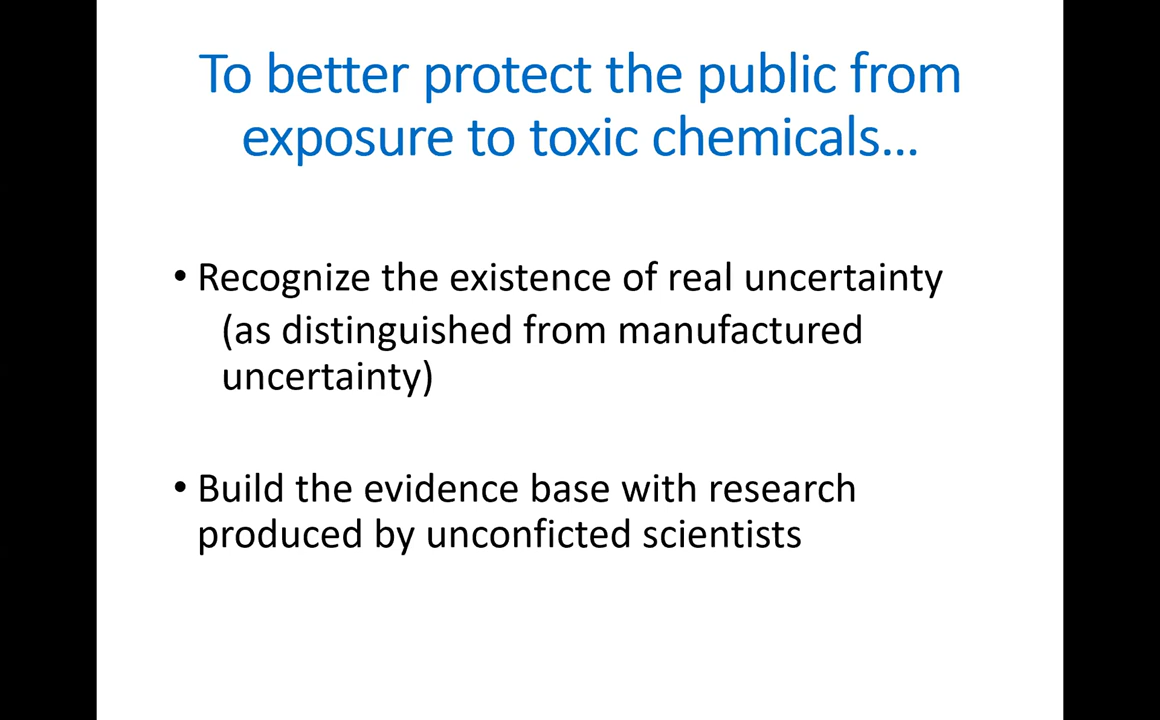 To better protect the public from
exposure to toxic chemicals...
• Recognize the existence of real uncertainty
(as distinguished from manufactured
uncertainty)
• Build the evidence base with research
produced by unconficted scientists